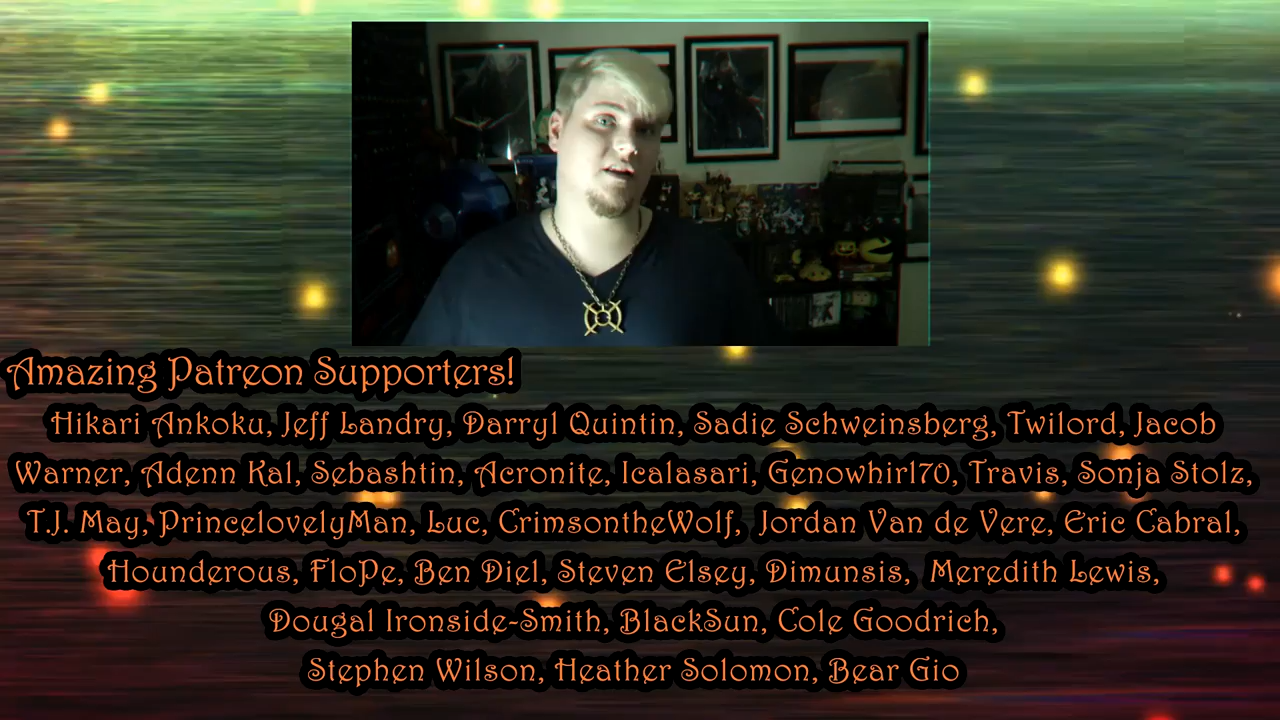 Amazing Patreon Supporters!
Hikari Ankoku, Jeff Landry, Darryl Quintin, Sadie Schweinsberg, Twilord, Jacob
Warner, Adenn Kal, Sebashtin, Acronite, Icalasari, Genowhirl70, Travis, Sonja Stolz,
T.J. May, PrincelovelyMan, Luc, CrimsontheWolf, Jordan Van de Vere, Eric Cabral,
Hounderous, FloPe, Ben Diel, Steven Elsey, Dimunsis, Meredith Lewis,
Dougal Ironside-Smith, BlackSun, Cole Goodrich,
Stephen Wilson, Heather Solomon, Bear Gio